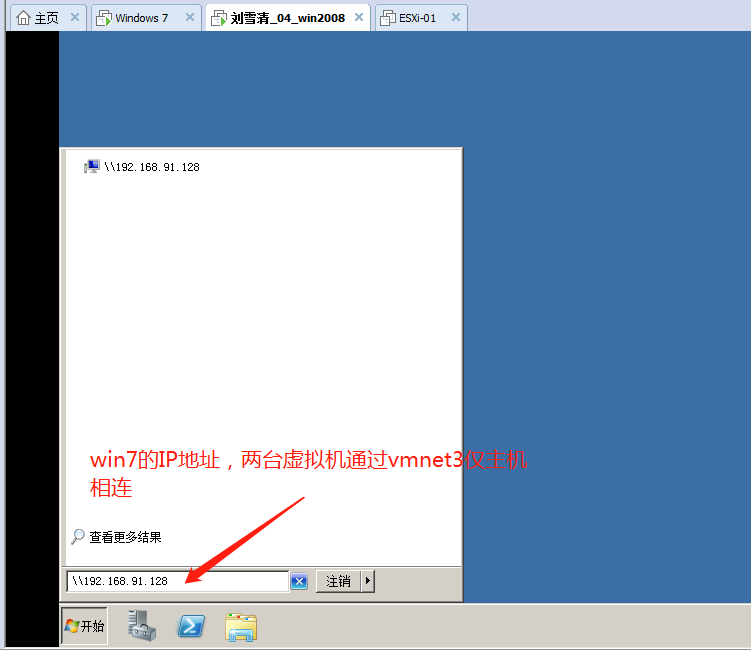 主页
Windows 7
刘雪清_04_win2008
ESXi-01
\\192.168.91.128
win7的IP地址，两台虚拟机通过vmnet3仅主机
相连
查看更多结果
\\192.168.91.128
注销
开始